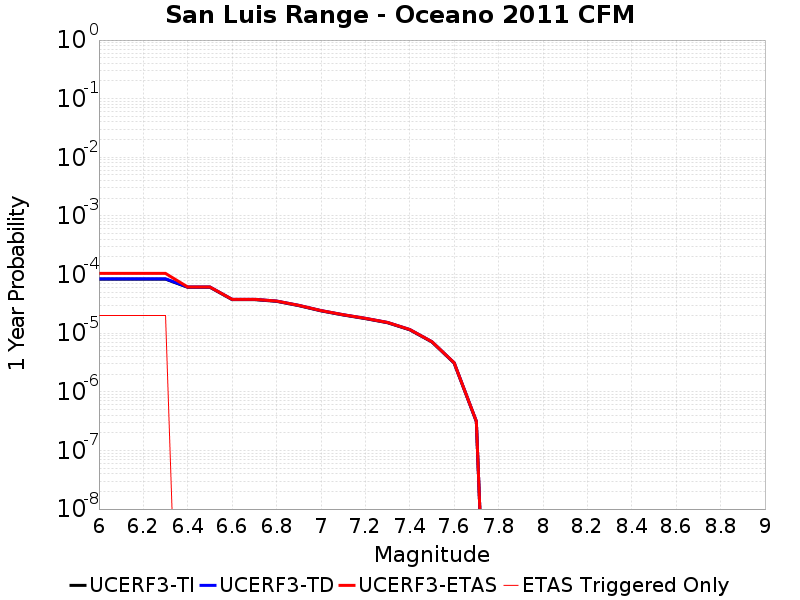 San Luis Range - Oceano 2011 CFM
1 Year Probability
10^0
10^-1
10^-2
10^-3
10^-4
10^-5
10^-6
10^-7
10^-8
6 6.2 6.4 6.6 6.8 7 7.2 7.4 7.6 7.8 8 8.2 8.4 8.6 8.8 9
Magnitude
UCERF3-TI UCERF3-TD UCERF3-ETAS ETAS Triggered Only